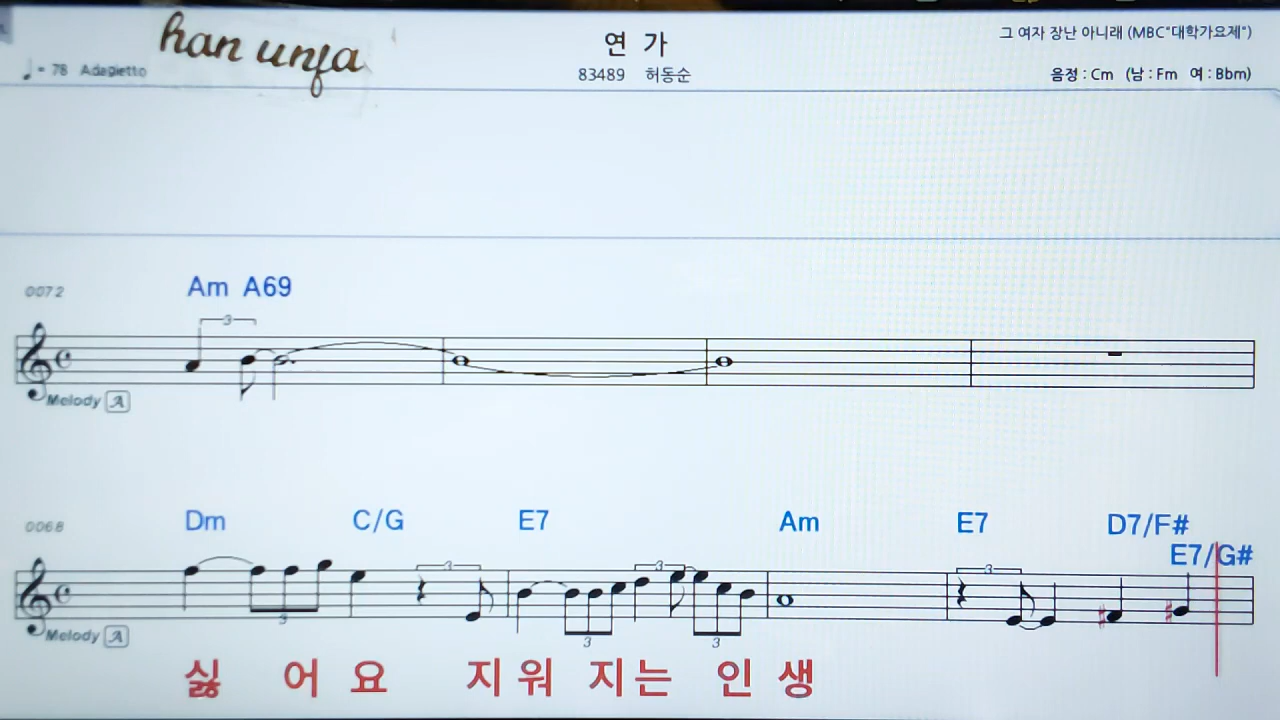 han unfa
연 가
그 여자 장난 아니래 (MBC"대학가요제")
♩= 78 Adagietto
83489 허동순
음정 : Cm (남 : Fm 여 : Bbm)
0072
Am A69
3
Melody A
0068
Dm C/G E7 Am E7 D7/F#
E7/G#
3 3 3
3 3 3
Melody A
싫 어 요 지 워 지 는 인 생